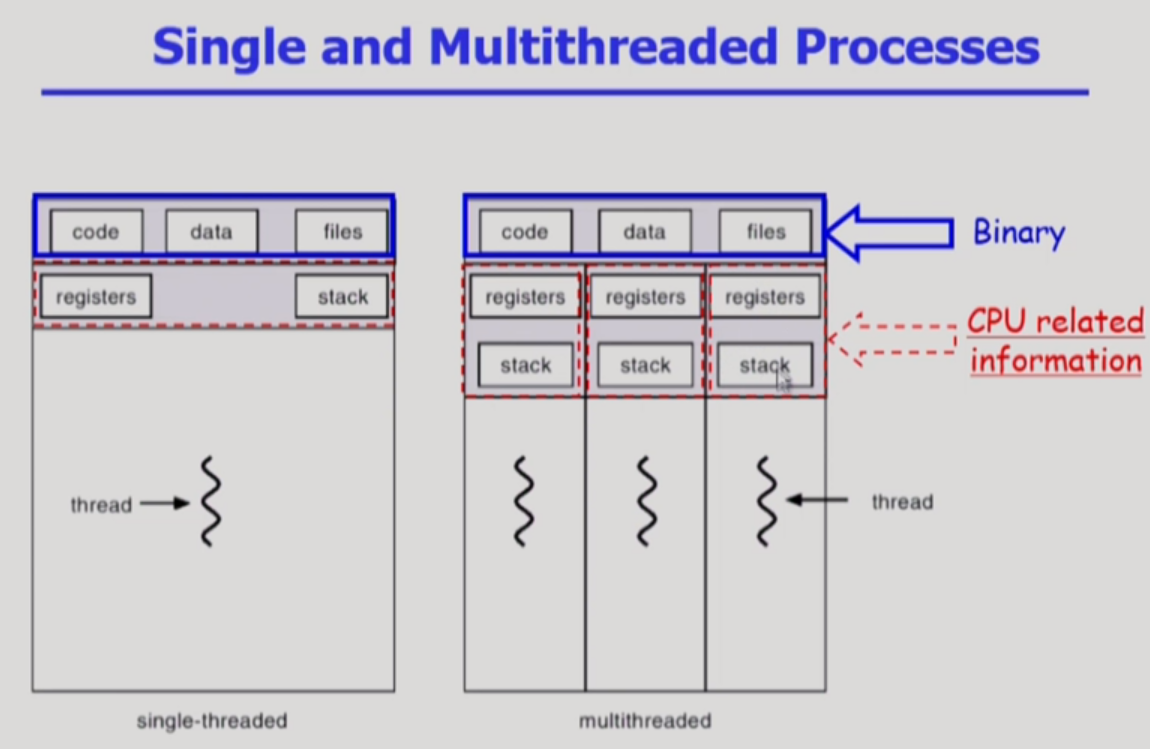 Single and Multithreaded Processes
code data files
registers stack
thread
single-threaded
code data files
registers registers registers
stack stack stack
thread
multithreaded
Binary
CPU related
information